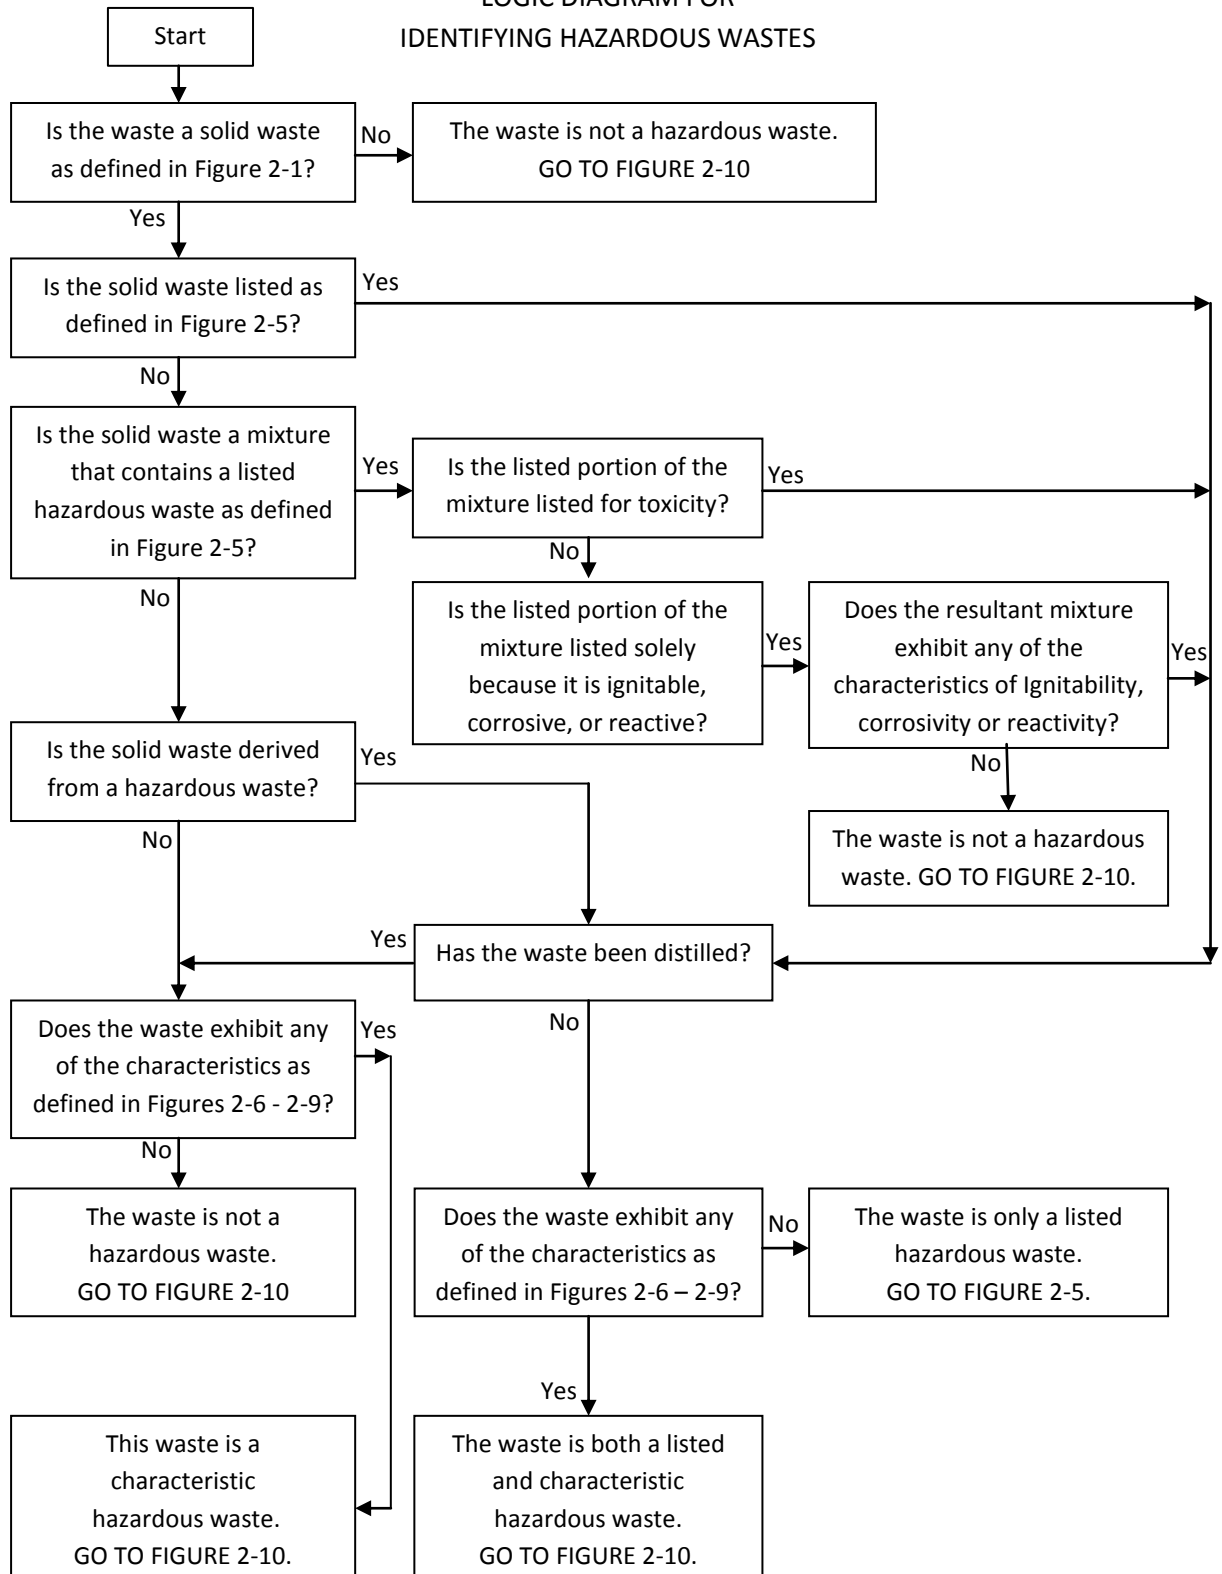 LOGIC DIAGRAM FOR
IDENTIFYING HAZARDOUS WASTES
Start
Is the waste a solid waste
as defined in Figure 2-1?
No
The waste is not a hazardous waste.
GO TO FIGURE 2-10
Yes
Is the solid waste listed as
defined in Figure 2-5?
Yes
No
Is the solid waste a mixture
that contains a listed
hazardous waste as defined
in Figure 2-5?
Yes
Is the listed portion of the
mixture listed for toxicity?
Yes
No
No
Is the listed portion of the
mixture listed solely
because it is ignitable,
corrosive, or reactive?
Yes
Does the resultant mixture
exhibit any of the
characteristics of Ignitability,
corrosivity or reactivity?
Yes
No
The waste is not a hazardous
waste. GO TO FIGURE 2-10.
Is the solid waste derived
from a hazardous waste?
Yes
No
Has the waste been distilled?
Yes
No
Does the waste exhibit any
of the characteristics as
defined in Figures 2-6 - 2-9?
Yes
No
The waste is not a
hazardous waste.
GO TO FIGURE 2-10
Does the waste exhibit any
of the characteristics as
defined in Figures 2-6 – 2-9?
No
The waste is only a listed
hazardous waste.
GO TO FIGURE 2-5.
Yes
This waste is a
characteristic
hazardous waste.
GO TO FIGURE 2-10.
The waste is both a listed
and characteristic
hazardous waste.
GO TO FIGURE 2-10.